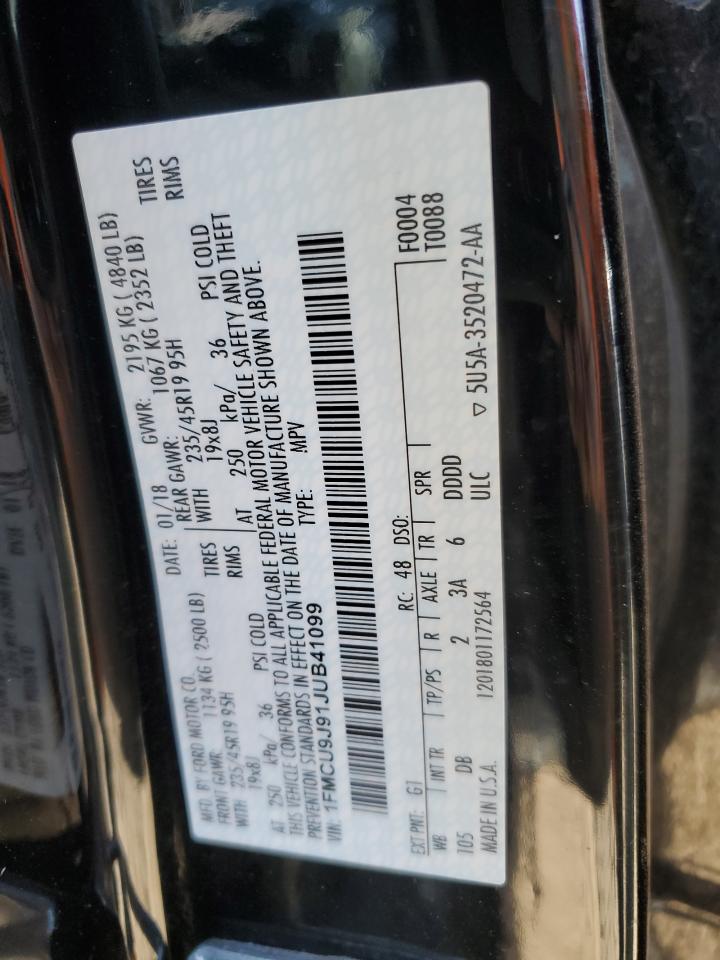 MFD. BY FORD MOTOR CO. DATE: 01/18 GVWR: 2195 KG ( 4840 LB)
FRONT GAWR: 1134 KG ( 2500 LB) REAR GAWR: 1067 KG ( 2352 LB)
WITH 235/45R19 95H TIRES WITH 235/45R19 95H TIRES
19x8J RIMS 19x8J RIMS
AT 250 kPa/ 36 PSI COLD AT 250 kPa/ 36 PSI COLD
THIS VEHICLE CONFORMS TO ALL APPLICABLE FEDERAL MOTOR VEHICLE SAFETY AND THEFT
PREVENTION STANDARDS IN EFFECT ON THE DATE OF MANUFACTURE SHOWN ABOVE.
VIN: 1FMCU9J91JUB41099 TYPE: MPV
EXT PNT: G1 RC: 48 DSO: F0004
WB INT TR TP/PS R AXLE TR SPR T0088
105 DB 2 3A 6 DDDD
MADE IN U.S.A. 1201801172564 ULC ▽ 5U5A-3520472-AA